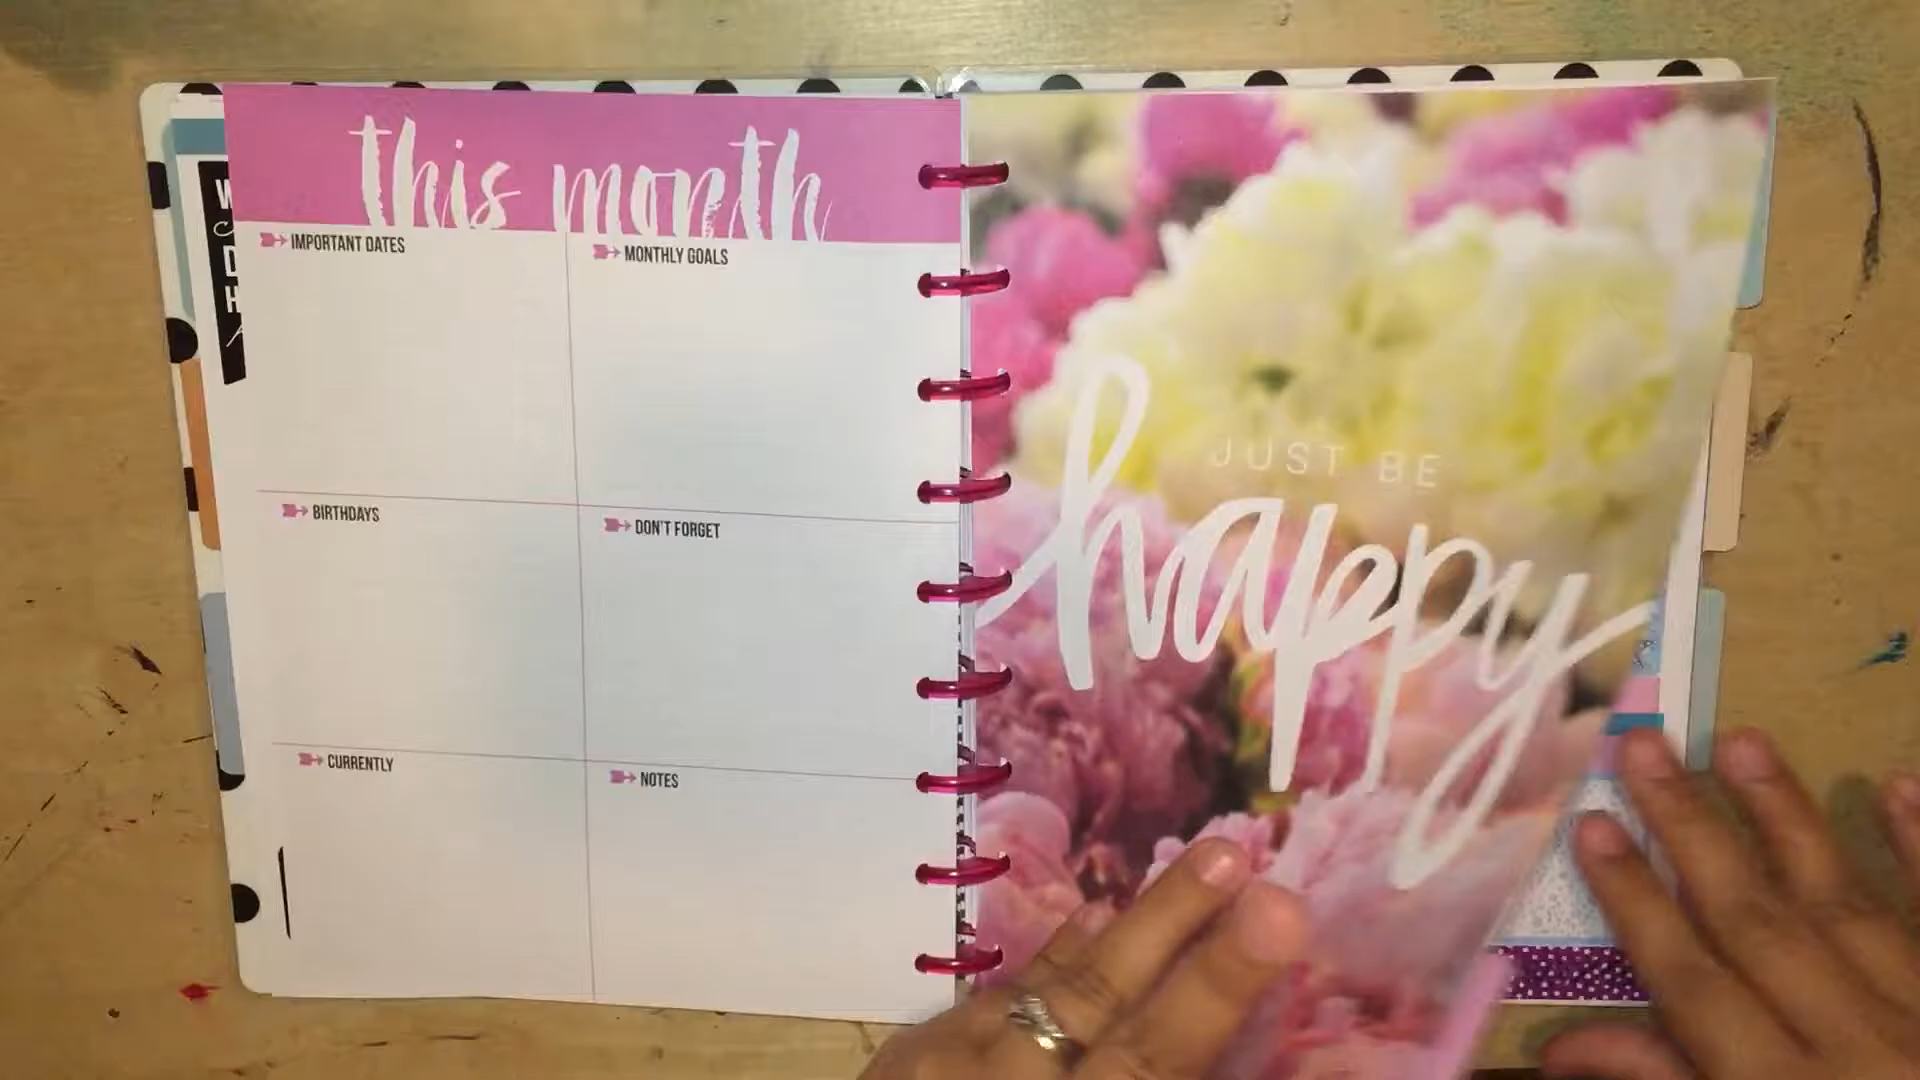 this month
IMPORTANT DATES
MONTHLY GOALS
BIRTHDAYS
DON'T FORGET
CURRENTLY
NOTES
JUST BE
happy